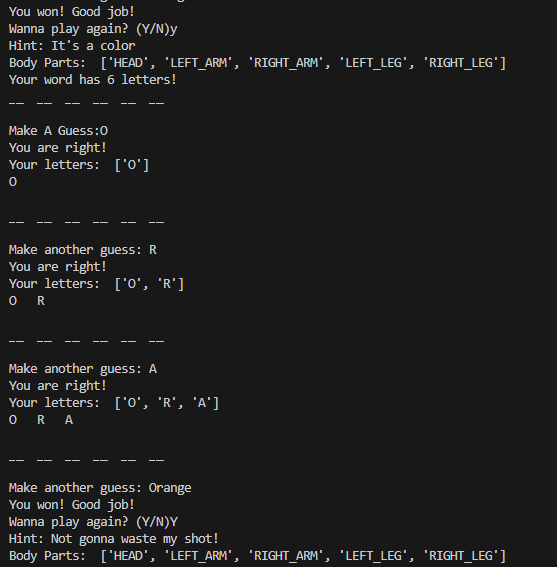 You won! Good job!
Wanna play again? (Y/N)y
Hint: It's a color
Body Parts:  ['HEAD', 'LEFT_ARM', 'RIGHT_ARM', 'LEFT_LEG', 'RIGHT_LEG']
Your word has 6 letters!
__  __  __  __  __  __
Make A Guess:O
You are right!
Your letters:  ['O']
O
__  __  __  __  __  __
Make another guess: R
You are right!
Your letters:  ['O', 'R']
O   R
__  __  __  __  __  __
Make another guess: A
You are right!
Your letters:  ['O', 'R', 'A']
O   R   A
__  __  __  __  __  __
Make another guess: Orange
You won! Good job!
Wanna play again? (Y/N)Y
Hint: Not gonna waste my shot!
Body Parts:  ['HEAD', 'LEFT_ARM', 'RIGHT_ARM', 'LEFT_LEG', 'RIGHT_LEG']